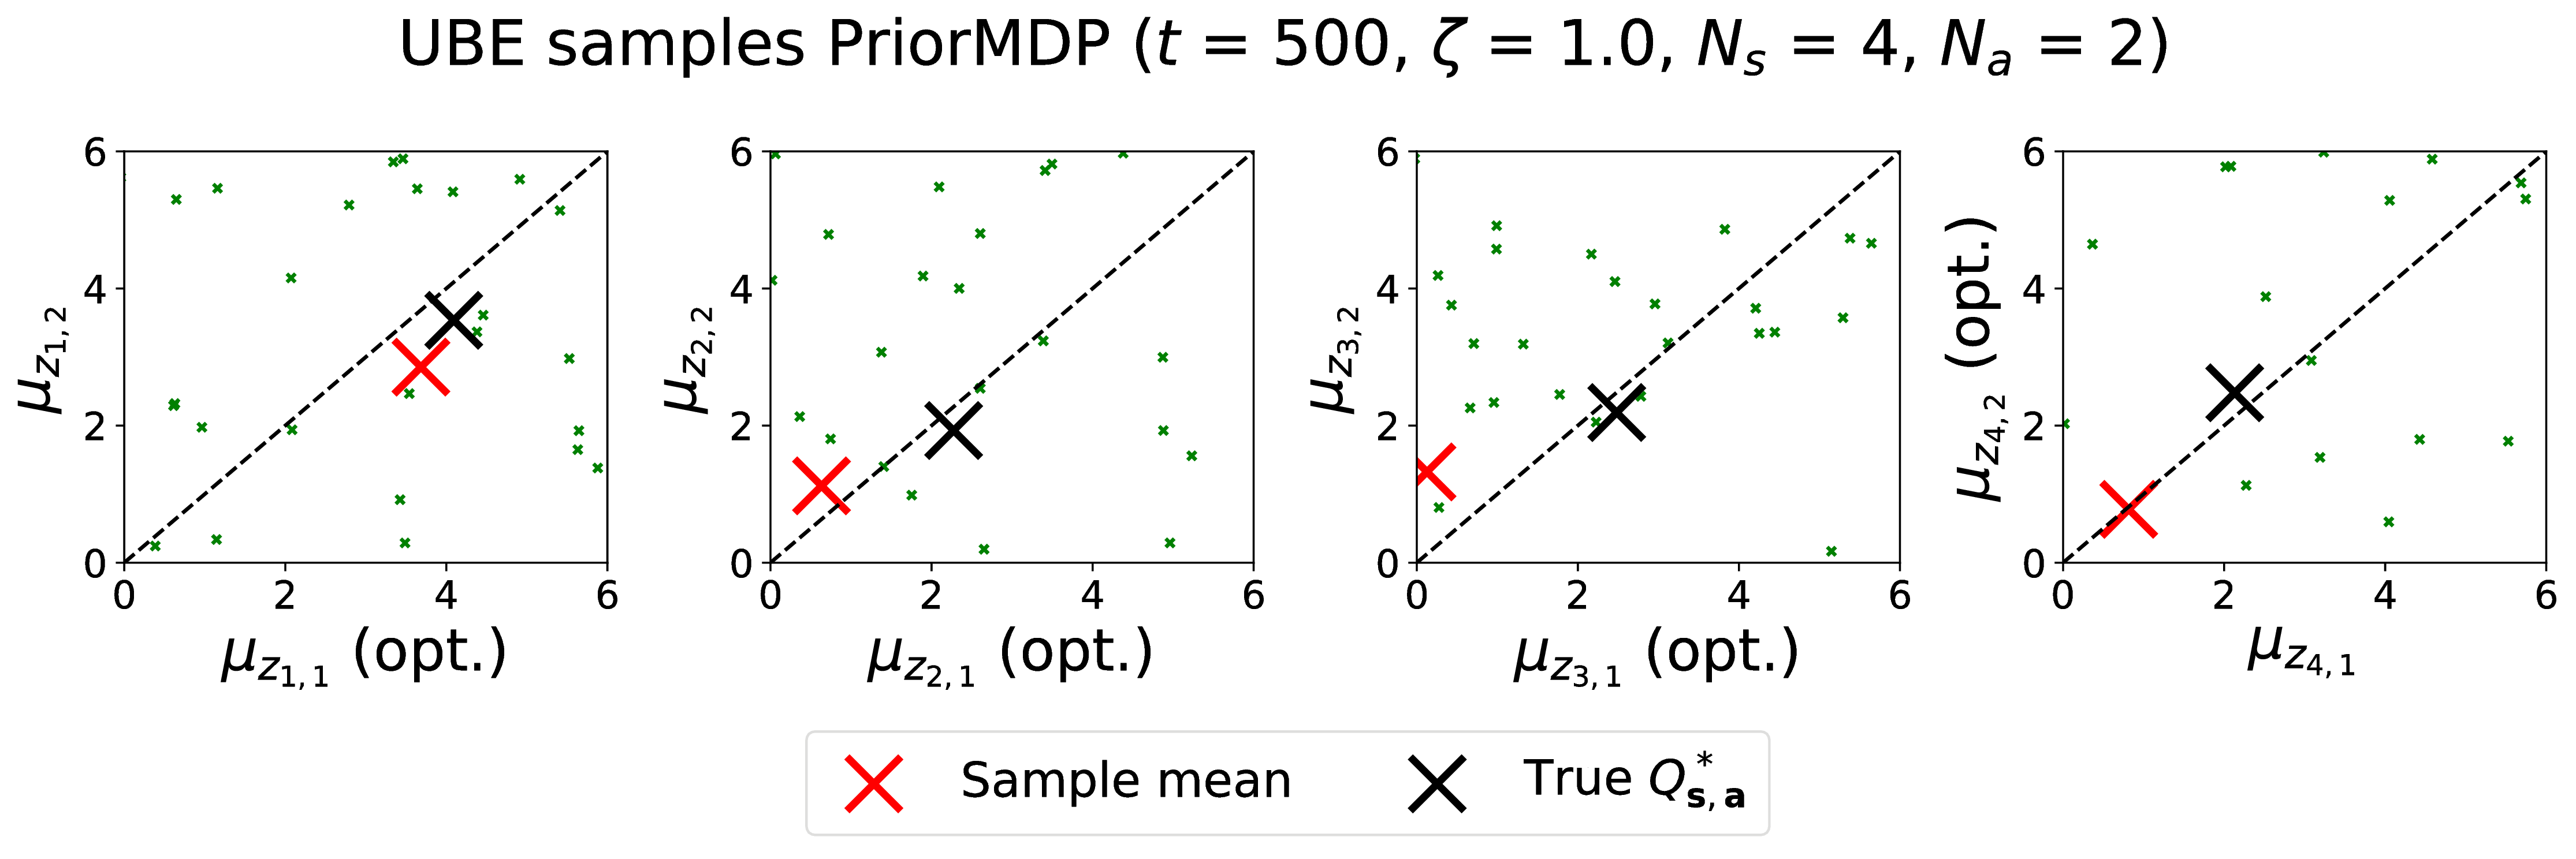 UBE samples PriorMDP (t = 500, ζ = 1.0, N_s = 4, N_a = 2)
6
4
2
0
0 2 4 6
μ_{z_{1,2}}
μ_{z_{1,1}} (opt.)
6
4
2
0
0 2 4 6
μ_{z_{2,2}}
μ_{z_{2,1}} (opt.)
6
4
2
0
0 2 4 6
μ_{z_{3,2}}
μ_{z_{3,1}} (opt.)
6
4
2
0
0 2 4 6
μ_{z_{4,2}} (opt.)
μ_{z_{4,1}}
Sample mean
True Q^*_{s,a}